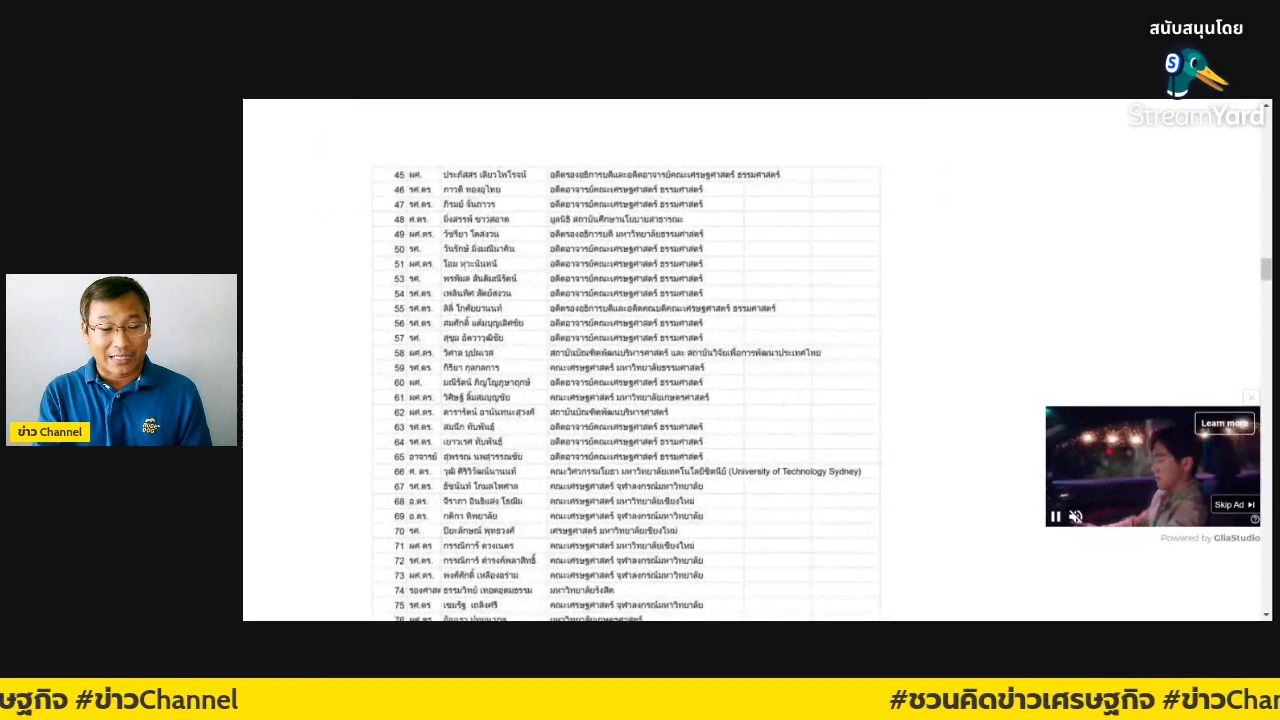 สนับสนุนโดย
StreamYard
45 ผศ. ประภัสสร เลียวไพโรจน์ อดีตรองอธิการบดีและอดีตอาจารย์คณะเศรษฐศาสตร์ ธรรมศาสตร์
46 รศ.ดร. ภาวดี ทองอุไทย อดีตอาจารย์คณะเศรษฐศาสตร์ ธรรมศาสตร์
47 รศ.ดร. ภิรมย์ จั่นถาวร อดีตอาจารย์คณะเศรษฐศาสตร์ ธรรมศาสตร์
48 ศ.ดร. มิ่งสรรพ์ ขาวสอาด มูลนิธิ สถาบันศึกษานโยบายสาธารณะ
49 ผศ.ดร. วัชรียา โตสงวน อดีตรองอธิการบดี มหาวิทยาลัยธรรมศาสตร์
50 รศ. วันรักษ์ มิ่งมณีนาคิน อดีตอาจารย์คณะเศรษฐศาสตร์ ธรรมศาสตร์
51 ผศ.ดร. โอม หุวะนันทน์ อดีตอาจารย์คณะเศรษฐศาสตร์ ธรรมศาสตร์
53 รศ. พรพิมล สันติมณีรัตน์ อดีตอาจารย์คณะเศรษฐศาสตร์ ธรรมศาสตร์
54 รศ.ดร. เพลินพิศ สัตย์สงวน อดีตอาจารย์คณะเศรษฐศาสตร์ ธรรมศาสตร์
55 รศ.ดร. ลิลี่ โกศัยยานนท์ อดีตรองอธิการบดีและอดีตคณบดีคณะเศรษฐศาสตร์ ธรรมศาสตร์
56 รศ.ดร. สมศักดิ์ แต้มบุญเลิศชัย อดีตอาจารย์คณะเศรษฐศาสตร์ ธรรมศาสตร์
57 รศ. สุขุม อัตวาวุฒิชัย อดีตอาจารย์คณะเศรษฐศาสตร์ ธรรมศาสตร์
58 ผศ.ดร. วิศาล บุปผเวส สถาบันบัณฑิตพัฒนบริหารศาสตร์ และ สถาบันวิจัยเพื่อการพัฒนาประเทศไทย
59 รศ.ดร. กิริยา กุลกลการ คณะเศรษฐศาสตร์ มหาวิทยาลัยธรรมศาสตร์
60 ผศ. มณีรัตน์ ภิญโญภูษาฤกษ์ อดีตอาจารย์คณะเศรษฐศาสตร์ ธรรมศาสตร์
61 ผศ.ดร. วิศิษฐ์ ลิ้มสมบุญชัย คณะเศรษฐศาสตร์ มหาวิทยาลัยเกษตรศาสตร์
62 ผศ.ดร. ดารารัตน์ อานันทนะสุวงศ์ สถาบันบัณฑิตพัฒนบริหารศาสตร์
63 รศ.ดร. สมนึก ทับพันธุ์ อดีตอาจารย์คณะเศรษฐศาสตร์ ธรรมศาสตร์
64 รศ.ดร. เยาวเรศ ทับพันธุ์ อดีตอาจารย์คณะเศรษฐศาสตร์ ธรรมศาสตร์
65 อาจารย์ สุพรรณ นพสุวรรณชัย อดีตอาจารย์คณะเศรษฐศาสตร์ ธรรมศาสตร์
66 ศ. ดร. วุฒิ ศิริวิวัฒน์นานนท์ คณะวิศวกรรมโยธา มหาวิทยาลัยเทคโนโลยีซิดนีย์ (University of Technology Sydney)
67 รศ.ดร. ธัชนันท์ โกมลไพศาล คณะเศรษฐศาสตร์ จุฬาลงกรณ์มหาวิทยาลัย
68 อ.ดร. จีราภา อินธิแสง โธฌีม คณะเศรษฐศาสตร์ มหาวิทยาลัยเชียงใหม่
69 อ.ดร. กติกา ทิพยาลัย คณะเศรษฐศาสตร์ จุฬาลงกรณ์มหาวิทยาลัย
70 รศ. ปิยะลักษณ์ พุทธวงศ์ เศรษฐศาสตร์ มหาวิทยาลัยเชียงใหม่
71 ผศ ดร กรรณิการ์ ดวงเนตร คณะเศรษฐศาสตร์ มหาวิทยาลัยเชียงใหม่
72 รศ.ดร. กรรณิการ์ ดำรงค์พลาสิทธิ์ คณะเศรษฐศาสตร์ จุฬาลงกรณ์มหาวิทยาลัย
73 ผศ.ดร. พงศ์ศักดิ์ เหลืองอร่าม คณะเศรษฐศาสตร์ จุฬาลงกรณ์มหาวิทยาลัย
74 รองศาส ธรรมวิทย์ เทอดอุดมธรรม มหาวิทยาลัยรังสิต
75 รศ.ดร เขมรัฐ เถลิงศรี คณะเศรษฐศาสตร์ จุฬาลงกรณ์มหาวิทยาลัย
76 ผศ.ดร. มหาวิทยาลัยเกษตรศาสตร์
Learn more
Skip Ad
Powered by GliaStudio
RUDE DOG
ข่าว Channel
ษฐกิจ #ข่าวChannel
#ชวนคิดข่าวเศรษฐกิจ #ข่าวChan